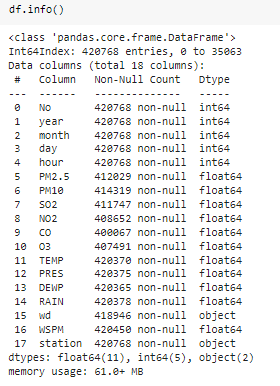 df.info()
<class 'pandas.core.frame.DataFrame'>
Int64Index: 420768 entries, 0 to 35063
Data columns (total 18 columns):
 #   Column   Non-Null Count   Dtype
---  ------   --------------   -----
 0   No       420768 non-null  int64
 1   year     420768 non-null  int64
 2   month    420768 non-null  int64
 3   day      420768 non-null  int64
 4   hour     420768 non-null  int64
 5   PM2.5    412029 non-null  float64
 6   PM10     414319 non-null  float64
 7   SO2      411747 non-null  float64
 8   NO2      408652 non-null  float64
 9   CO       400067 non-null  float64
 10  O3       407491 non-null  float64
 11  TEMP     420370 non-null  float64
 12  PRES     420375 non-null  float64
 13  DEWP     420365 non-null  float64
 14  RAIN     420378 non-null  float64
 15  wd       418946 non-null  object
 16  WSPM     420450 non-null  float64
 17  station  420768 non-null  object
dtypes: float64(11), int64(5), object(2)
memory usage: 61.0+ MB